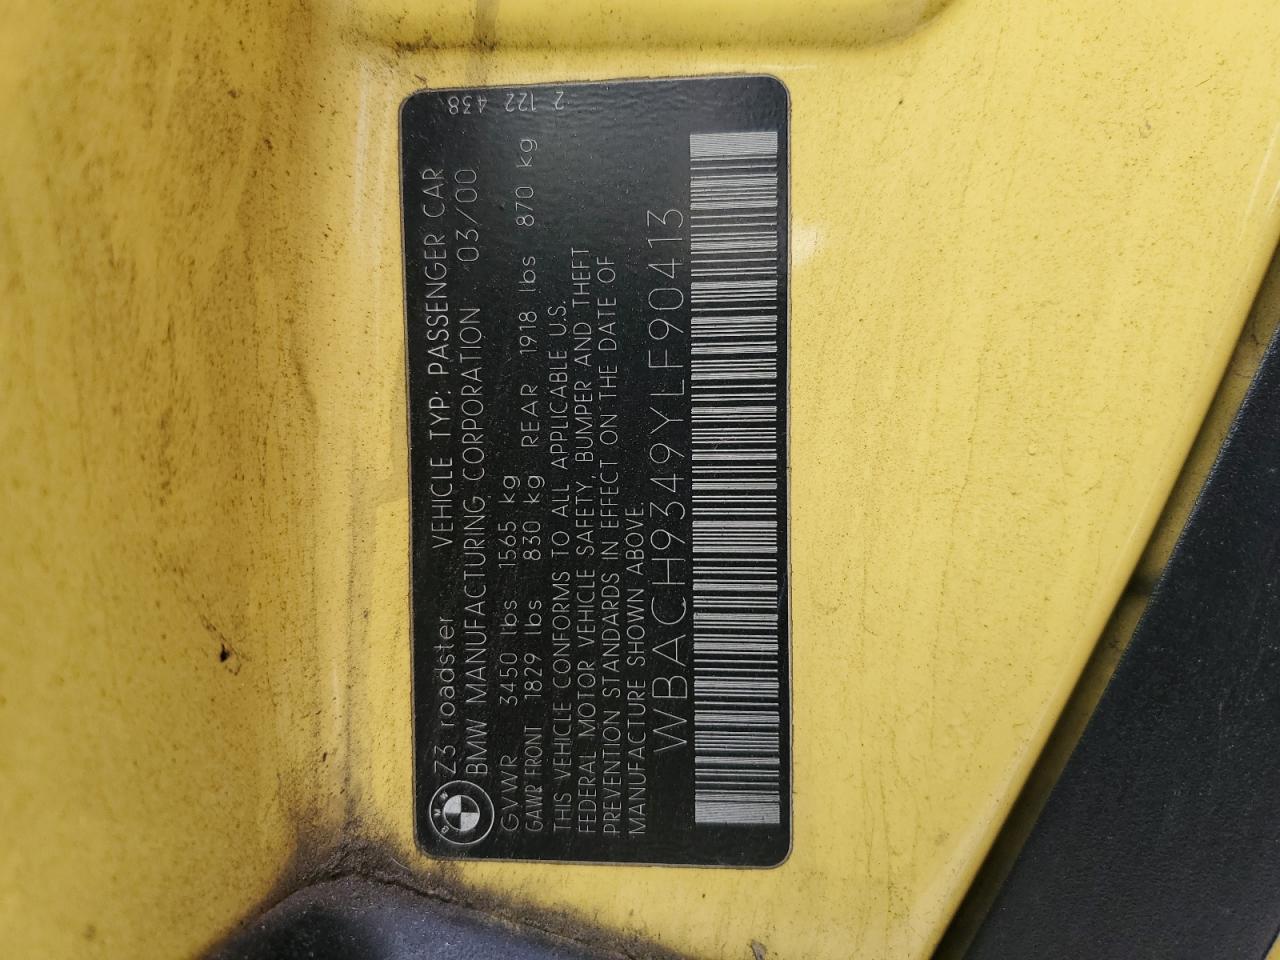 Z3 roadster VEHICLE TYP: PASSENGER CAR 438
BMW MANUFACTURING CORPORATION 03/00 22
GVWR 3450 lbs 1565 kg 122
GAWR FRONT 1829 lbs 830 kg REAR 1918 lbs 870 kg 2
THIS VEHICLE CONFORMS TO ALL APPLICABLE U.S.
FEDERAL MOTOR VEHICLE SAFETY, BUMPER AND THEFT
PREVENTION STANDARDS IN EFFECT ON THE DATE OF
MANUFACTURE SHOWN ABOVE.
WBACH9349YLF90413